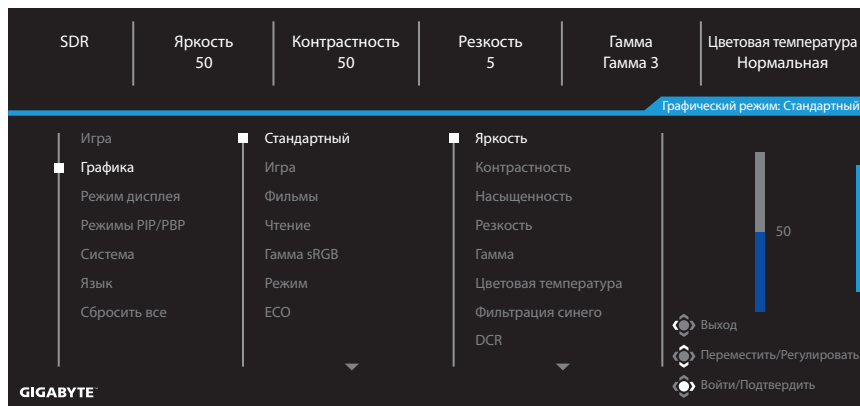 SDR
Яркость
50
Контрастность
50
Резкость
5
Гамма
Гамма 3
Цветовая температура
Нормальная
Графический режим: Стандартный
Игра
Графика
Режим дисплея
Режимы PIP/PBP
Система
Язык
Сбросить все
Стандартный
Игра
Фильмы
Чтение
Гамма sRGB
Режим
ECO
Яркость
Контрастность
Насыщенность
Резкость
Гамма
Цветовая температура
Фильтрация синего
DCR
50
Выход
Переместить/Регулировать
Войти/Подтвердить
GIGABYTE™